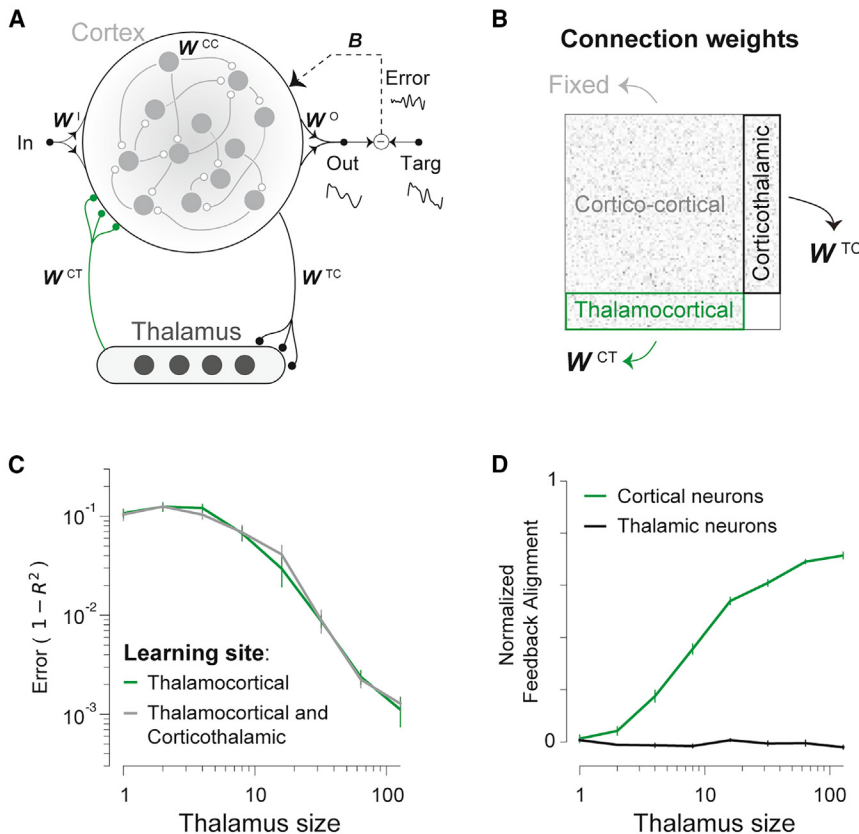 A
Cortex
W CC
B
Error
W I
W O
In
Out
Targ
W CT
W TC
Thalamus
B
Connection weights
Fixed
Cortico-cortical
Corticothalamic
W TC
Thalamocortical
W CT
C
Error ( 1 − R²)
10⁻¹
10⁻²
10⁻³
Learning site:
Thalamocortical
Thalamocortical and
Corticothalamic
1 10 100
Thalamus size
D
Normalized
Feedback Alignment
1
0
Cortical neurons
Thalamic neurons
1 10 100
Thalamus size